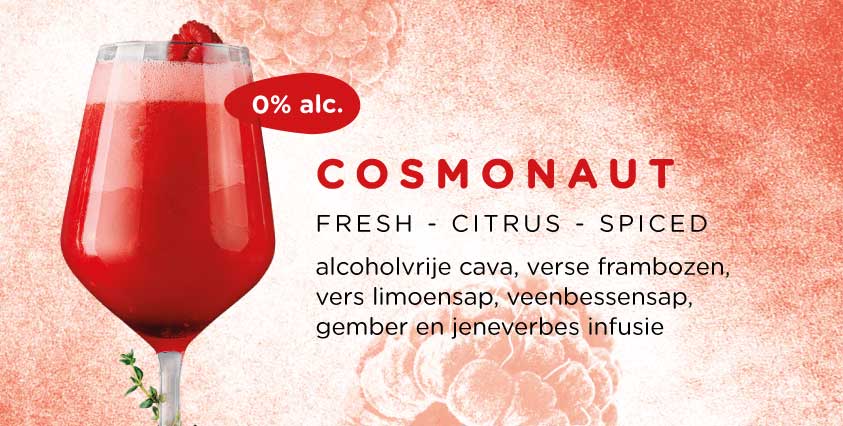 0% alc.
COSMONAUT
FRESH - CITRUS - SPICED
alcoholvrije cava, verse frambozen,
vers limoensap, veenbessensap,
gember en jeneverbes infusie